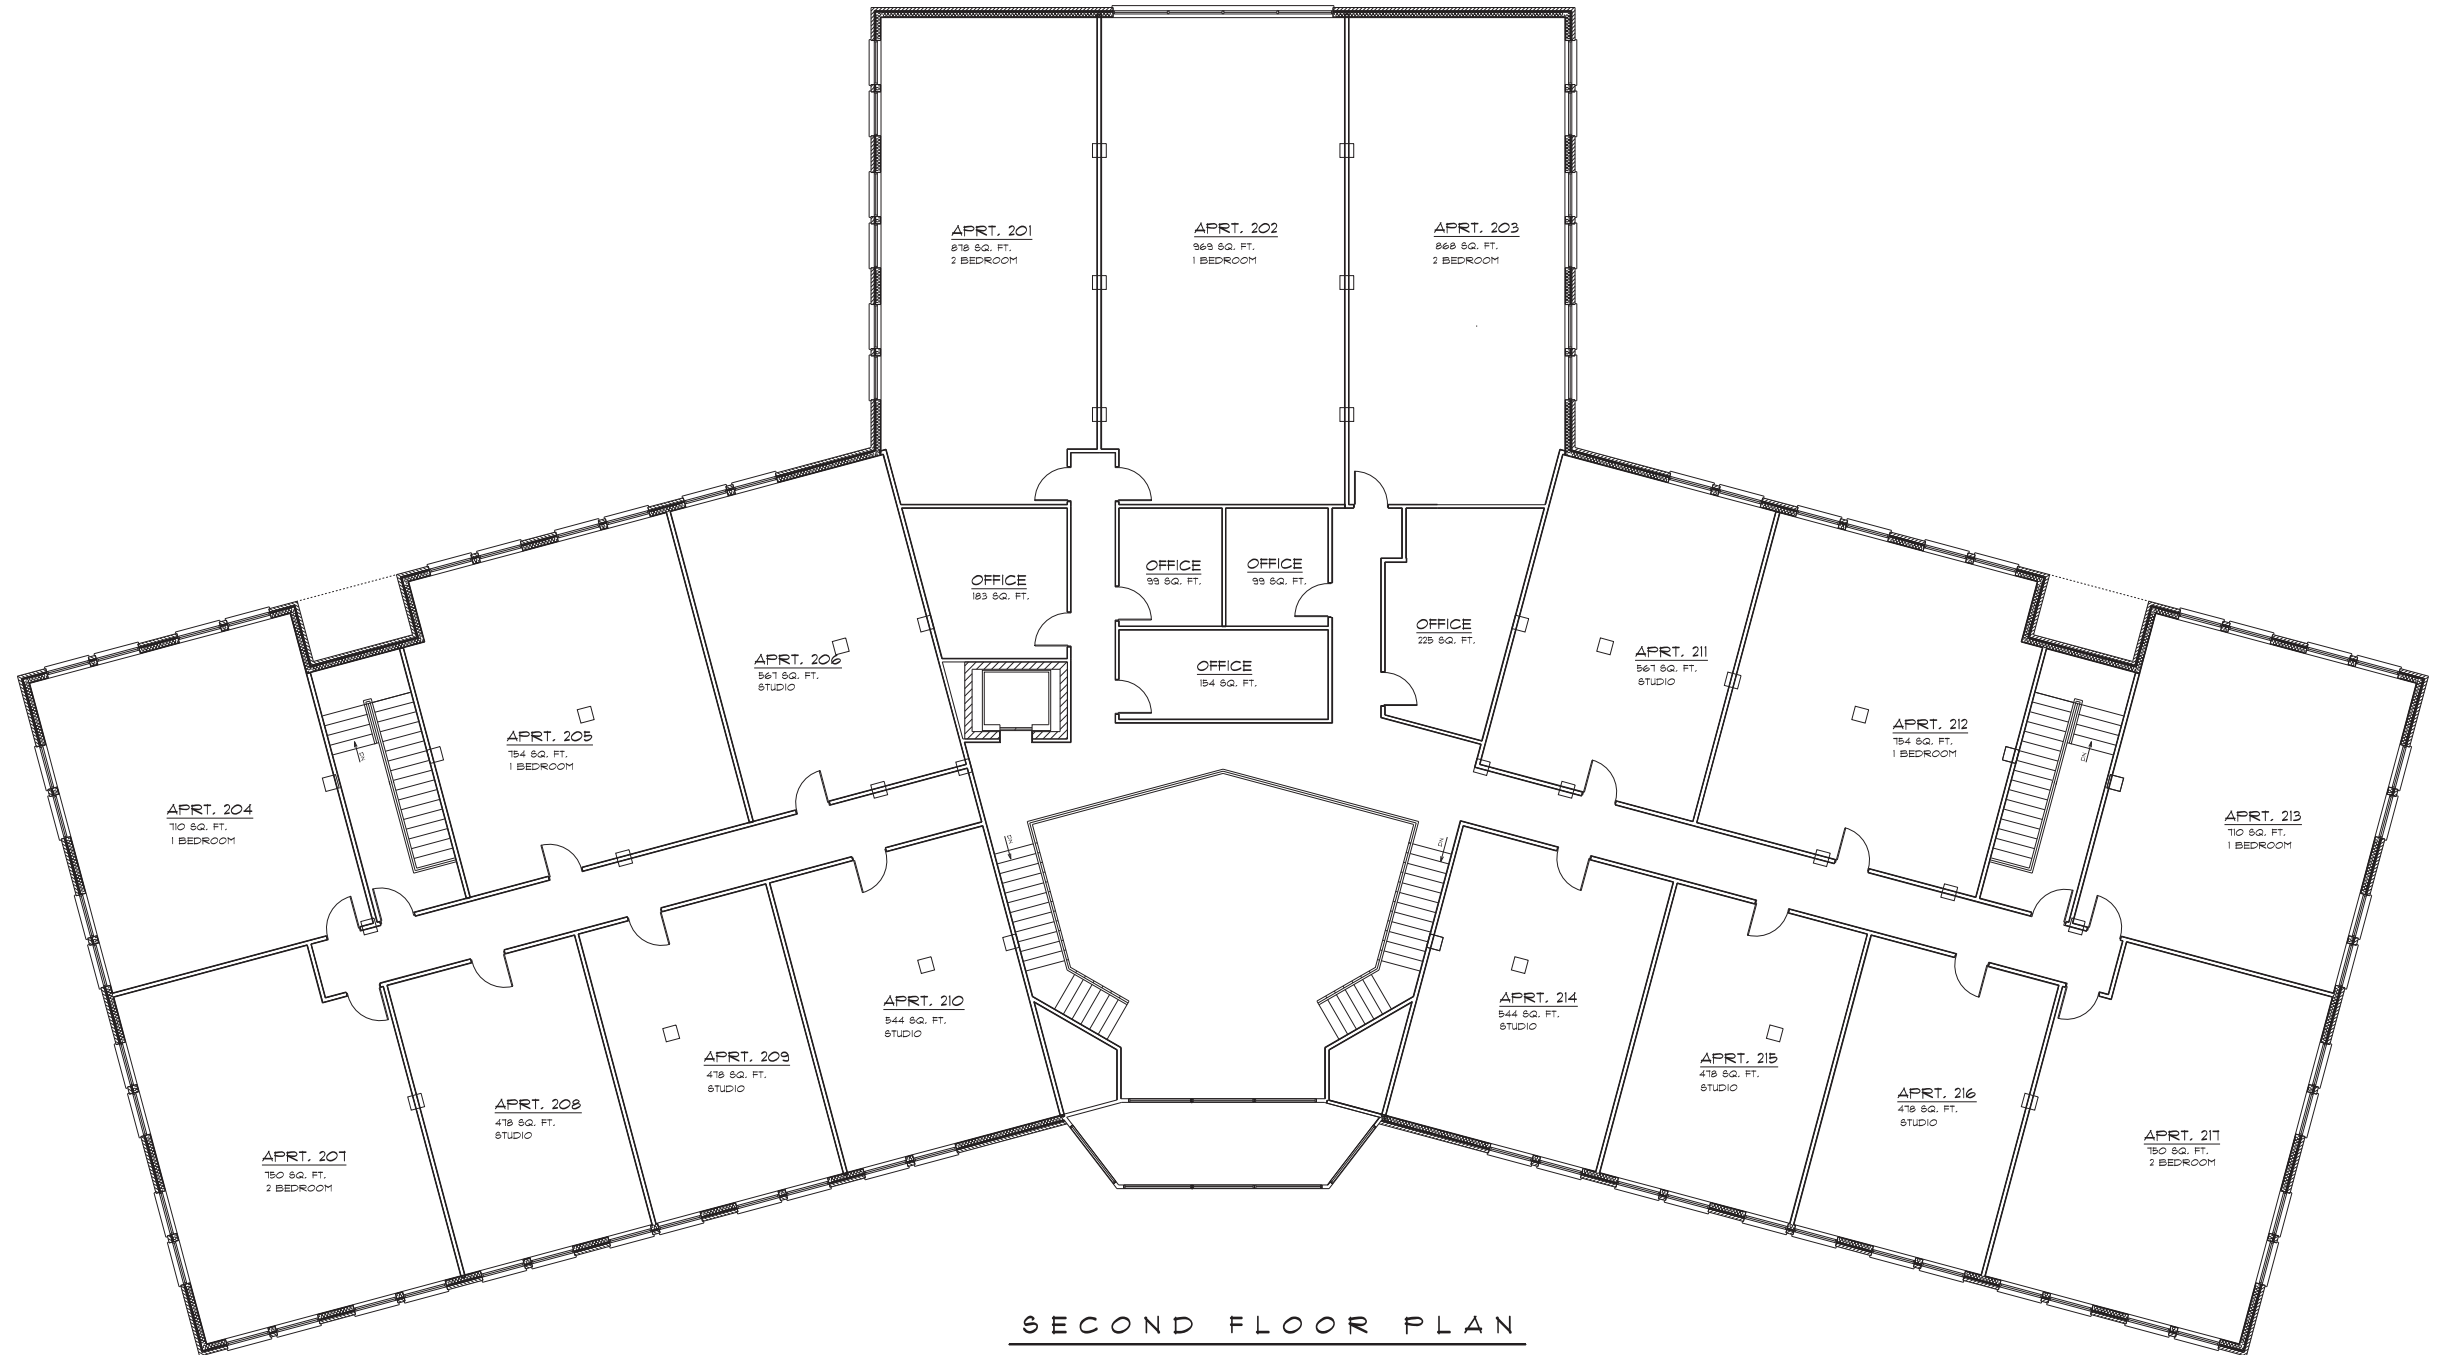 APRT. 201
878 SQ. FT.
2 BEDROOM
APRT. 202
969 SQ. FT.
1 BEDROOM
APRT. 203
868 SQ. FT.
2 BEDROOM
OFFICE
183 SQ. FT.
OFFICE
99 SQ. FT.
OFFICE
99 SQ. FT.
OFFICE
225 SQ. FT.
OFFICE
154 SQ. FT.
APRT. 204
710 SQ. FT.
1 BEDROOM
APRT. 205
754 SQ. FT.
1 BEDROOM
APRT. 206
567 SQ. FT.
STUDIO
APRT. 211
567 SQ. FT.
STUDIO
APRT. 212
754 SQ. FT.
1 BEDROOM
APRT. 213
710 SQ. FT.
1 BEDROOM
DN
DN
DN
DN
APRT. 207
750 SQ. FT.
2 BEDROOM
APRT. 208
478 SQ. FT.
STUDIO
APRT. 209
478 SQ. FT.
STUDIO
APRT. 210
544 SQ. FT.
STUDIO
APRT. 214
544 SQ. FT.
STUDIO
APRT. 215
478 SQ. FT.
STUDIO
APRT. 216
478 SQ. FT.
STUDIO
APRT. 217
750 SQ. FT.
2 BEDROOM
SECOND FLOOR PLAN